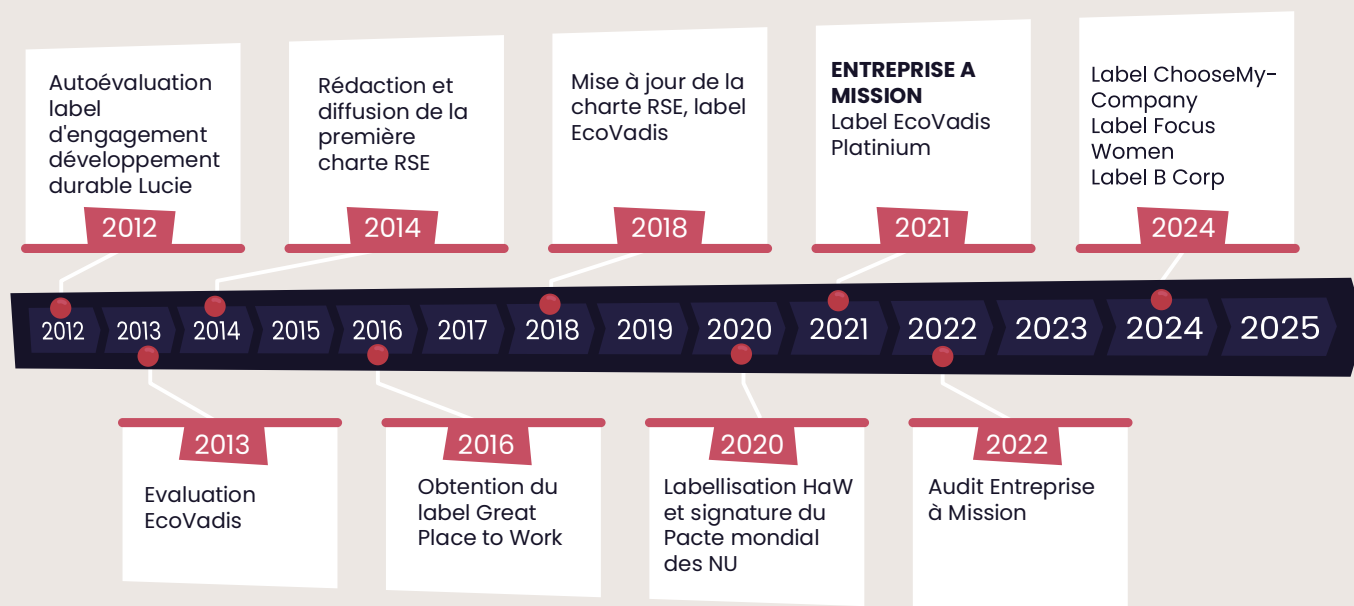 Autoévaluation
label
d'engagement
développement
durable Lucie
2012
Rédaction et
diffusion de la
première
charte RSE
2014
Mise à jour de la
charte RSE, label
EcoVadis
2018
ENTREPRISE A
MISSION
Label EcoVadis
Platinium
2021
Label ChooseMy-
Company
Label Focus
Women
Label B Corp
2024
2012 2013 2014 2015 2016 2017 2018 2019 2020 2021 2022 2023 2024 2025
2013
Evaluation
EcoVadis
2016
Obtention du
label Great
Place to Work
2020
Labellisation HaW
et signature du
Pacte mondial
des NU
2022
Audit Entreprise
à Mission